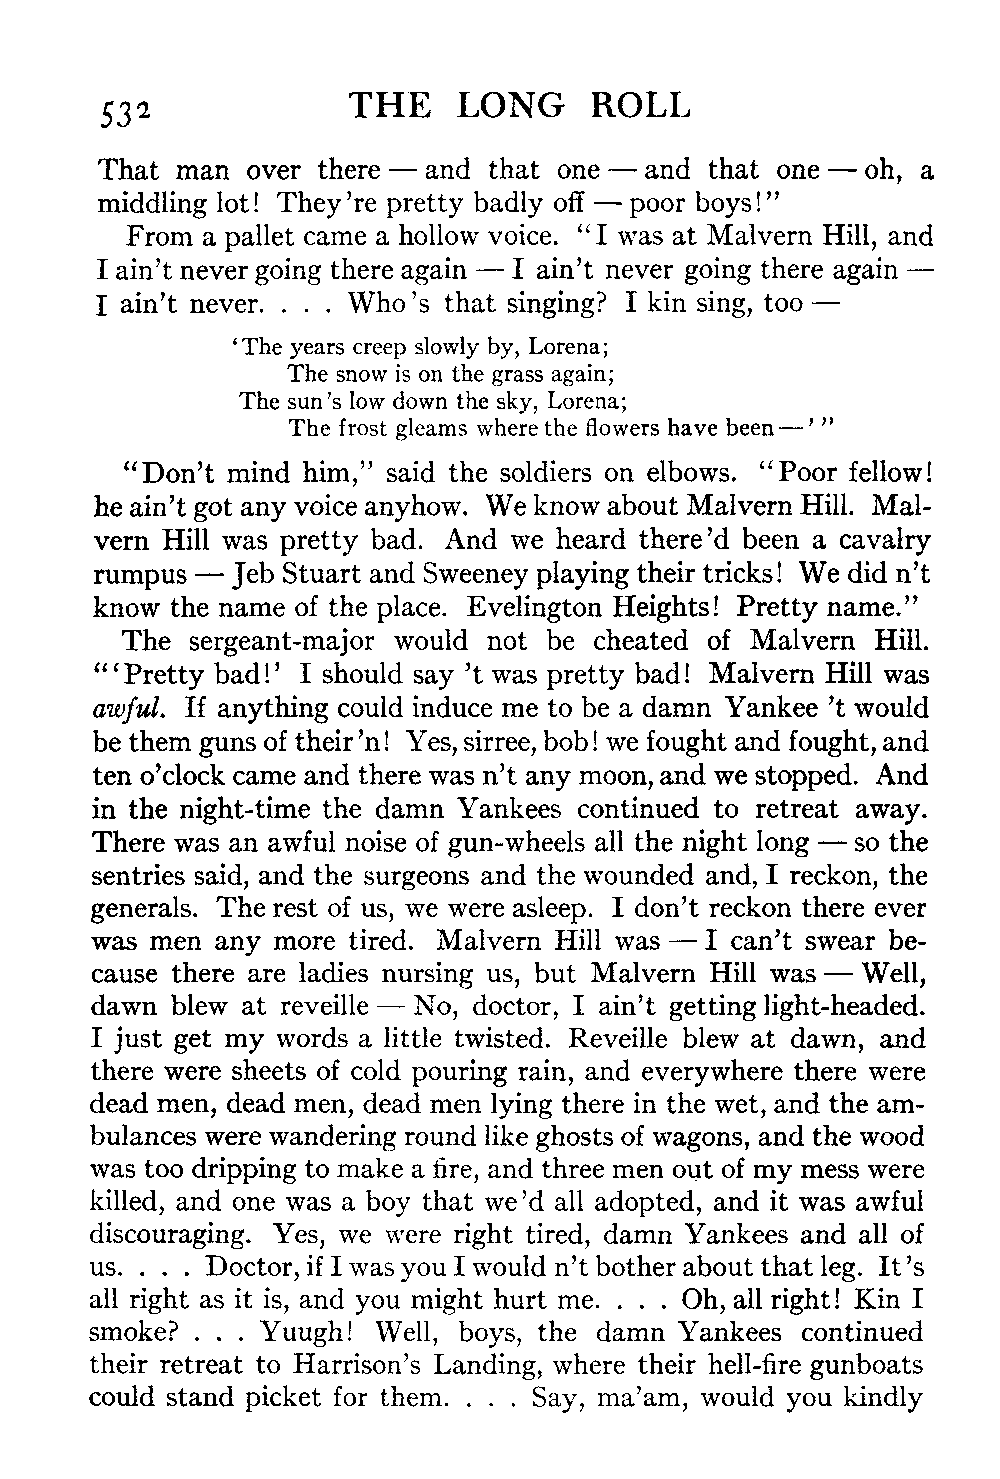 532 THE LONG ROLL
That man over there — and that one — and that one — oh, a
middling lot! They're pretty badly off — poor boys!"
From a pallet came a hollow voice. "I was at Malvern Hill, and
I ain't never going there again — I ain't never going there again —
I ain't never. . . . Who's that singing? I kin sing, too —
'The years creep slowly by, Lorena;
The snow is on the grass again;
The sun's low down the sky, Lorena;
The frost gleams where the flowers have been — ' "
"Don't mind him," said the soldiers on elbows. "Poor fellow!
he ain't got any voice anyhow. We know about Malvern Hill. Mal-
vern Hill was pretty bad. And we heard there'd been a cavalry
rumpus — Jeb Stuart and Sweeney playing their tricks! We did n't
know the name of the place. Evelington Heights! Pretty name."
The sergeant-major would not be cheated of Malvern Hill.
"'Pretty bad!' I should say 't was pretty bad! Malvern Hill was
awful. If anything could induce me to be a damn Yankee 't would
be them guns of their'n! Yes, sirree, bob! we fought and fought, and
ten o'clock came and there was n't any moon, and we stopped. And
in the night-time the damn Yankees continued to retreat away.
There was an awful noise of gun-wheels all the night long — so the
sentries said, and the surgeons and the wounded and, I reckon, the
generals. The rest of us, we were asleep. I don't reckon there ever
was men any more tired. Malvern Hill was — I can't swear be-
cause there are ladies nursing us, but Malvern Hill was — Well,
dawn blew at reveille — No, doctor, I ain't getting light-headed.
I just get my words a little twisted. Reveille blew at dawn, and
there were sheets of cold pouring rain, and everywhere there were
dead men, dead men, dead men lying there in the wet, and the am-
bulances were wandering round like ghosts of wagons, and the wood
was too dripping to make a fire, and three men out of my mess were
killed, and one was a boy that we'd all adopted, and it was awful
discouraging. Yes, we were right tired, damn Yankees and all of
us. . . . Doctor, if I was you I would n't bother about that leg. It's
all right as it is, and you might hurt me. . . . Oh, all right! Kin I
smoke? . . . Yuugh! Well, boys, the damn Yankees continued
their retreat to Harrison's Landing, where their hell-fire gunboats
could stand picket for them. . . . Say, ma'am, would you kindly